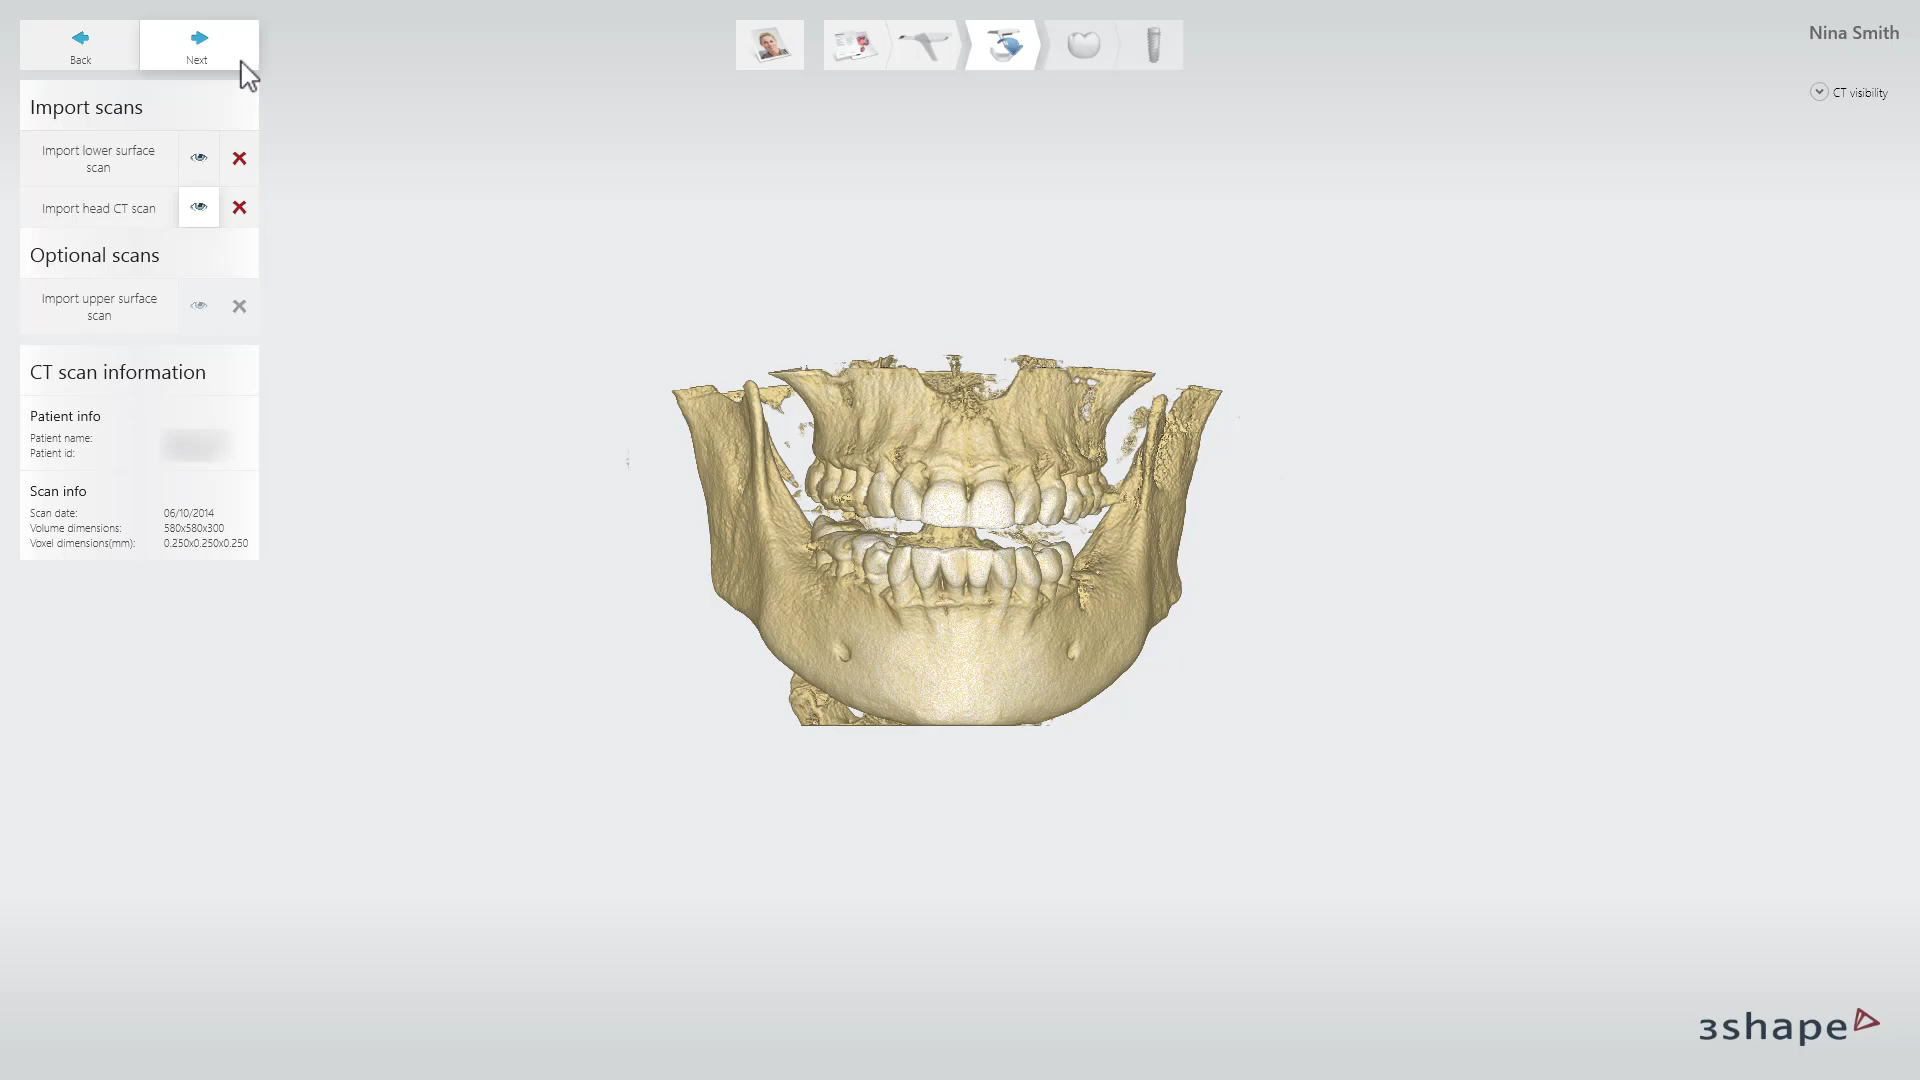 Back
Next
Nina Smith
CT visibility
Import scans
Import lower surface
scan
Import head CT scan
Optional scans
Import upper surface
scan
CT scan information
Patient info
Patient name:
Patient id:
Scan info
Scan date: 06/10/2014
Volume dimensions: 580x580x300
Voxel dimensions(mm): 0.250x0.250x0.250
3shape